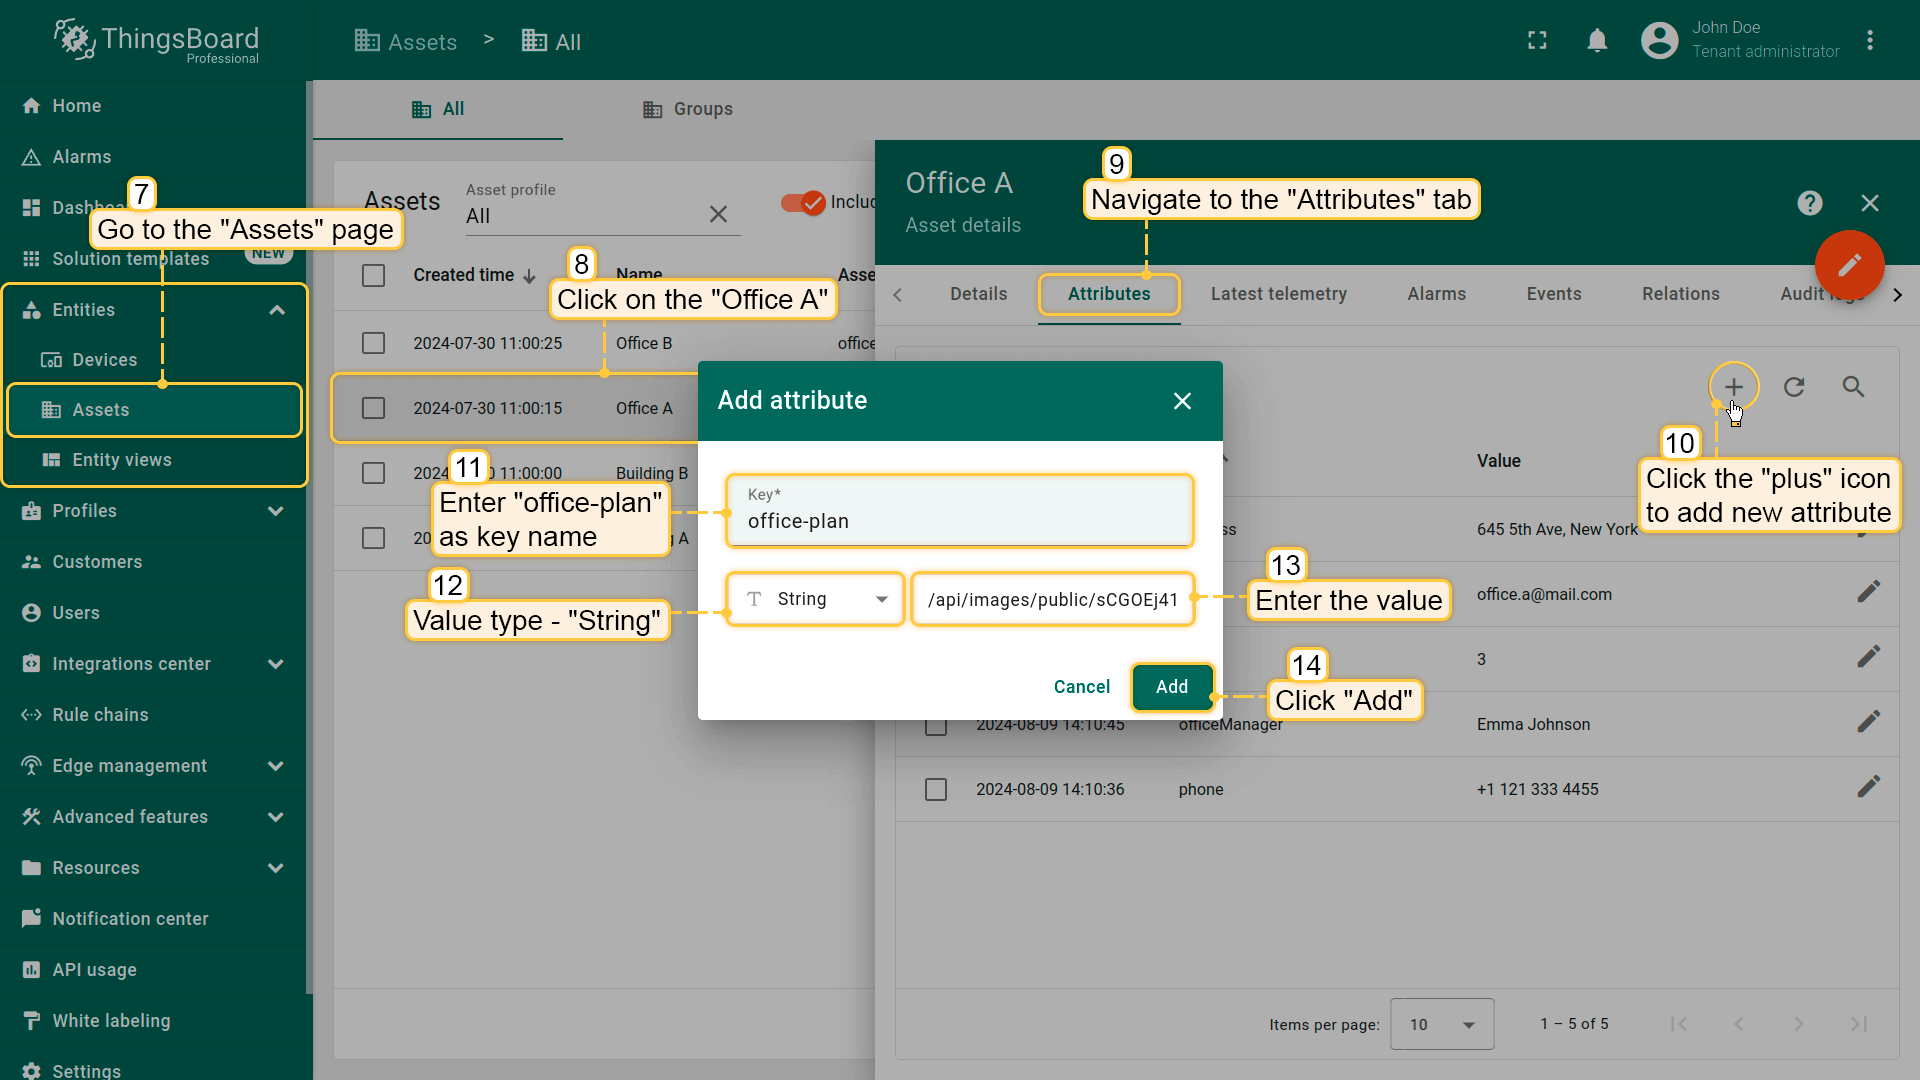 ThingsBoard
Professional
Assets > All
John Doe
Tenant administrator
Home
Alarms
Solution templates
NEW
Entities
Devices
Assets
Entity views
Profiles
Customers
Users
Integrations center
Rule chains
Edge management
Advanced features
Resources
Notification center
API usage
White labeling
Settings
7
Go to the "Assets" page
All
Groups
Assets
Asset profile
All
Created time
Name
8
Click on the "Office A"
2024-07-30 11:00:25
Office B
office
2024-07-30 11:00:15
Office A
11:00:00
Building B
A
Office A
Asset details
9
Navigate to the "Attributes" tab
Details
Attributes
Latest telemetry
Alarms
Events
Relations
Audit
10
Click the "plus" icon
to add new attribute
Value
645 5th Ave, New York
office.a@mail.com
3
2024-08-09 14:10:45
officeManager
Emma Johnson
2024-08-09 14:10:36
phone
+1 121 333 4455
Items per page:
10
1 – 5 of 5
Add attribute
11
Enter "office-plan"
as key name
Key*
office-plan
12
Value type - "String"
String
/api/images/public/sCGOEj41
13
Enter the value
Cancel
Add
14
Click "Add"